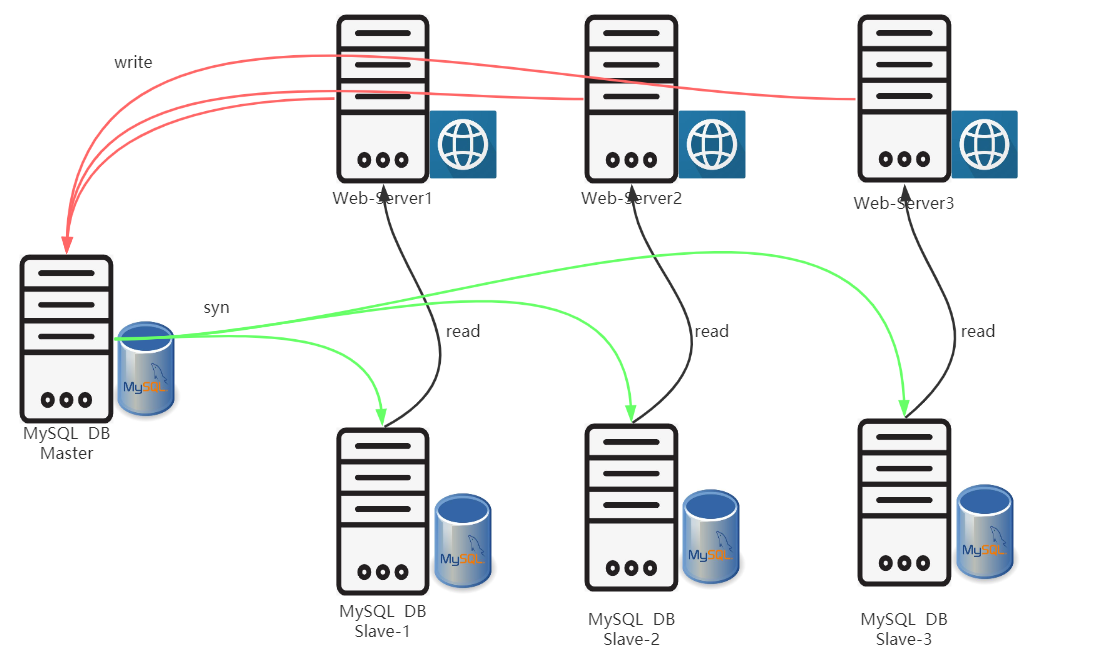 write
Web-Server1
Web-Server2
Web-Server3
syn
read
read
read
MySQL
MySQL DB
Master
MySQL
MySQL
MySQL
MySQL DB
Slave-1
MySQL DB
Slave-2
MySQL DB
Slave-3